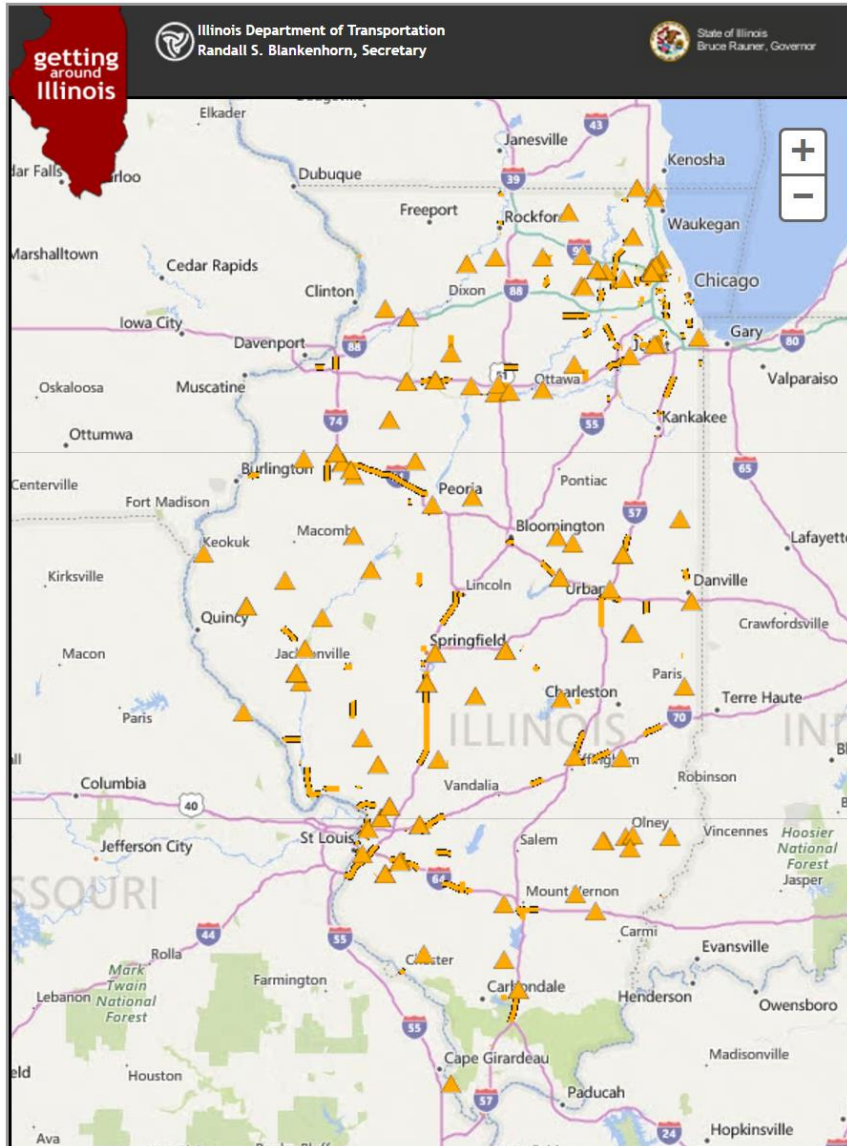 Illinois Department of Transportation
Randall S. Blankenhorn, Secretary
State of Illinois
Bruce Rauner, Governor
getting
around
Illinois
Elkader
Janesville
43
Kenosha
Dubuque
39
Freeport
Waukegan
Marshalltown
Cedar Rapids
Chicago
Clinton
Dixon
88
Iowa City
Gary
80
Davenport
88
Valparaiso
Oskaloosa
Muscatine
Ottawa
74
55
Kankakee
Ottumwa
65
Burlington
Pontiac
Centerville
Peoria
Fort Madison
57
Bloomington
Keokuk
Lafayette
Kirksville
Lincoln
Danville
Quincy
Crawfordsville
Springfield
Macon
Paris
Charleston
Terre Haute
Paris
ILLINOIS
70
Columbia
Vandalia
Robinson
40
St Louis
Olney
Vincennes
Hoosier
National
Forest
Jefferson City
Salem
Jasper
64
Mount Vernon
44
55
Carmi
Rolla
Evansville
Mark
Twain
National
Forest
Farmington
Lebanon
Carbondale
Henderson
Owensboro
55
Cape Girardeau
Madisonville
Houston
57
Paducah
24
Hopkinsville
Ava